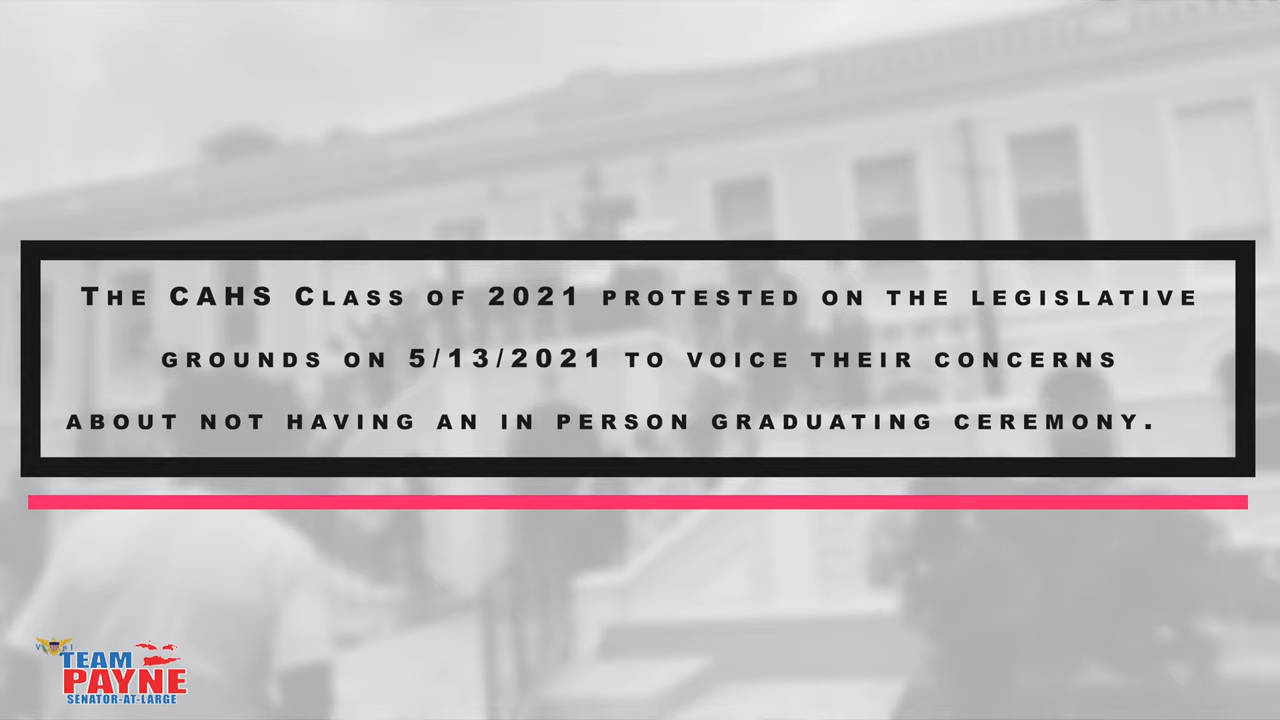 The CAHS Class of 2021 protested on the legislative
grounds on 5/13/2021 to voice their concerns
about not having an in person graduating ceremony.
V I
TEAM
PAYNE
SENATOR-AT-LARGE